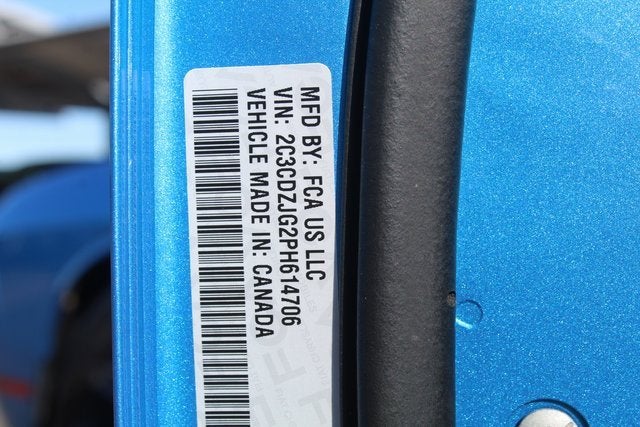 MFD BY: FCA US LLC
VIN: 2C3CDZJG2PH614706
VEHICLE MADE IN: CANADA